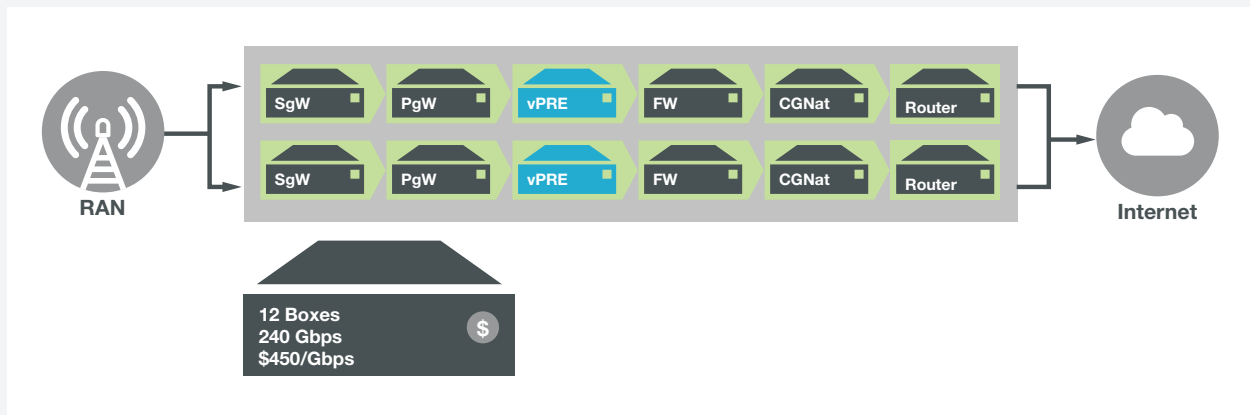 RAN
SgW
PgW
vPRE
FW
CGNat
Router
SgW
PgW
vPRE
FW
CGNat
Router
Internet
12 Boxes
240 Gbps
$450/Gbps
$